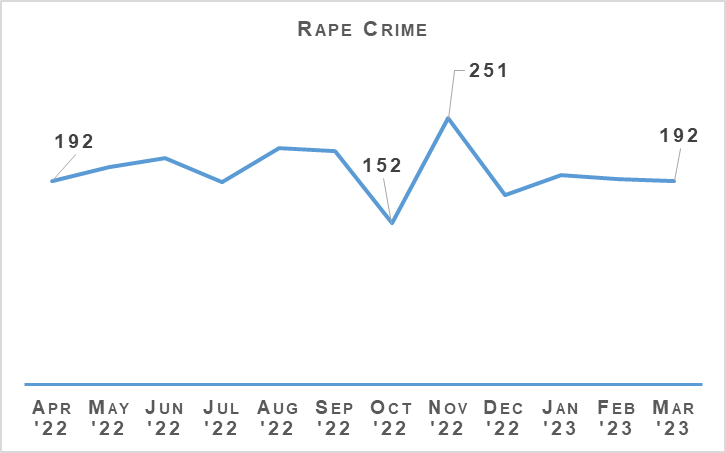 Rape Crime
251
192
192
152
Apr May Jun Jul Aug Sep Oct Nov Dec Jan Feb Mar
'22 '22 '22 '22 '22 '22 '22 '22 '22 '23 '23 '23